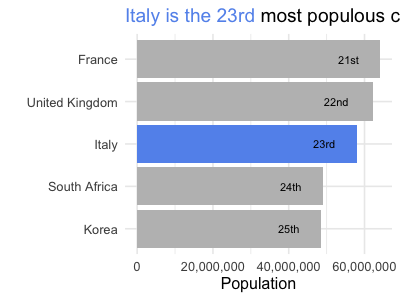 Italy is the 23rd most populous c
France 21st
United Kingdom 22nd
Italy 23rd
South Africa 24th
Korea 25th
0 20,000,000 40,000,000 60,000,000
Population